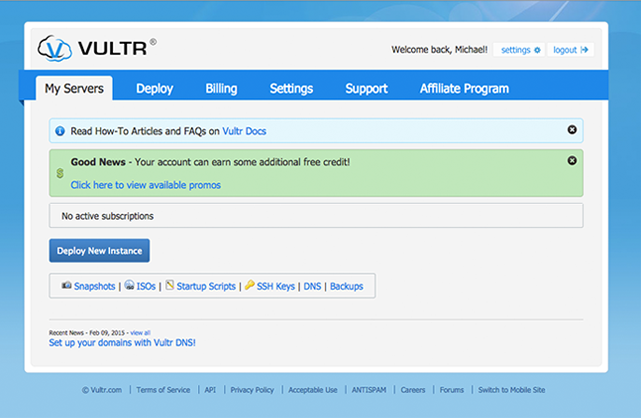 VULTR®
Welcome back, Michael! settings logout
My Servers Deploy Billing Settings Support Affiliate Program
Read How-To Articles and FAQs on Vultr Docs
Good News - Your account can earn some additional free credit!
Click here to view available promos
No active subscriptions
Deploy New Instance
Snapshots | ISOs | Startup Scripts | SSH Keys | DNS | Backups
Recent News - Feb 09, 2015 - view all
Set up your domains with Vultr DNS!
© Vultr.com | Terms of Service | API | Privacy Policy | Acceptable Use | ANTISPAM | Careers | Forums | Switch to Mobile Site